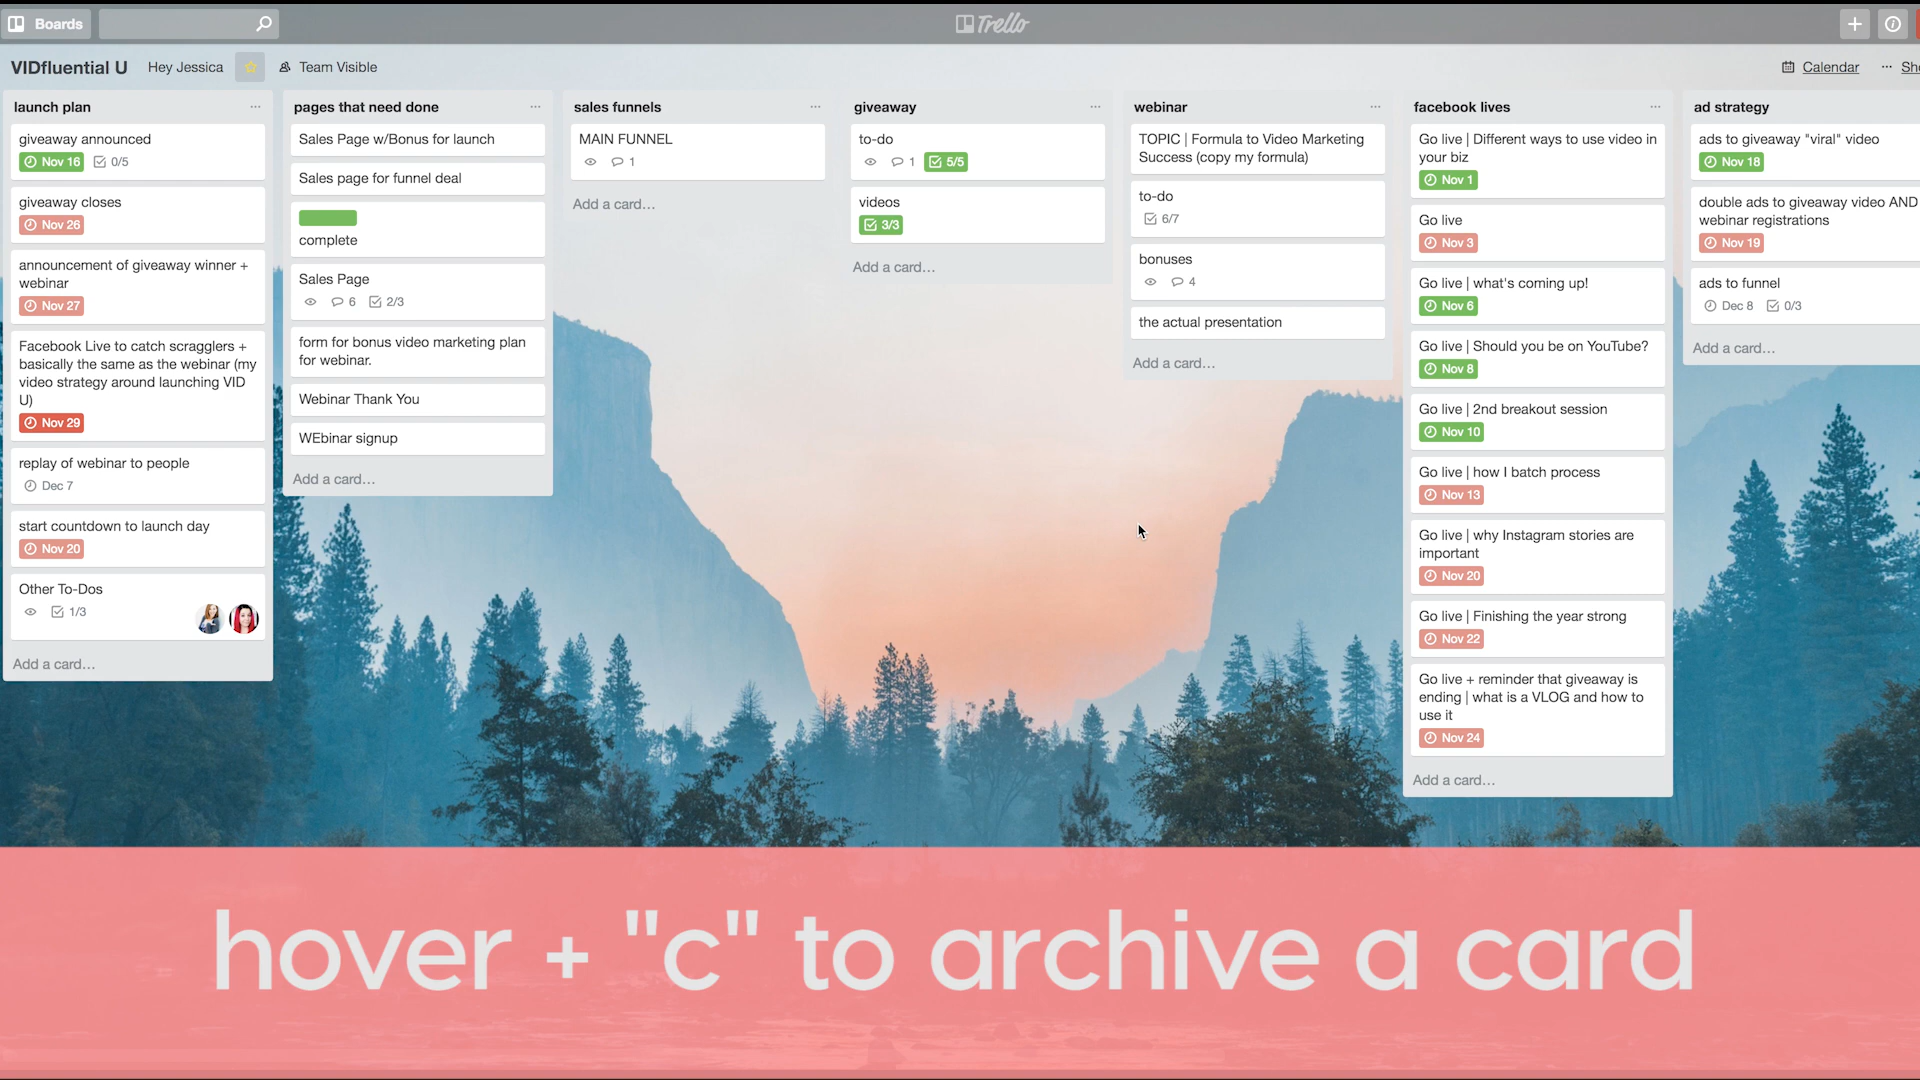 Boards
Trello
VIDfluential U
Hey Jessica
Team Visible
Calendar
...
launch plan
giveaway announced
Nov 16
0/5
giveaway closes
Nov 26
announcement of giveaway winner +
webinar
Nov 27
Facebook Live to catch scragglers +
basically the same as the webinar (my
video strategy around launching VID
U)
Nov 29
replay of webinar to people
Dec 7
start countdown to launch day
Nov 20
Other To-Dos
1/3
Add a card…
pages that need done
Sales Page w/Bonus for launch
Sales page for funnel deal
complete
Sales Page
6
2/3
form for bonus video marketing plan
for webinar.
Webinar Thank You
WEbinar signup
Add a card…
sales funnels
MAIN FUNNEL
1
Add a card…
giveaway
to-do
1
5/5
videos
3/3
Add a card…
webinar
TOPIC | Formula to Video Marketing
Success (copy my formula)
to-do
6/7
bonuses
4
the actual presentation
Add a card…
facebook lives
Go live | Different ways to use video in
your biz
Nov 1
Go live
Nov 3
Go live | what's coming up!
Nov 6
Go live | Should you be on YouTube?
Nov 8
Go live | 2nd breakout session
Nov 10
Go live | how I batch process
Nov 13
Go live | why Instagram stories are
important
Nov 20
Go live | Finishing the year strong
Nov 22
Go live + reminder that giveaway is
ending | what is a VLOG and how to
use it
Nov 24
Add a card…
ad strategy
ads to giveaway "viral" video
Nov 18
double ads to giveaway video AND
webinar registrations
Nov 19
ads to funnel
Dec 8
0/3
Add a card…
hover + "c" to archive a card